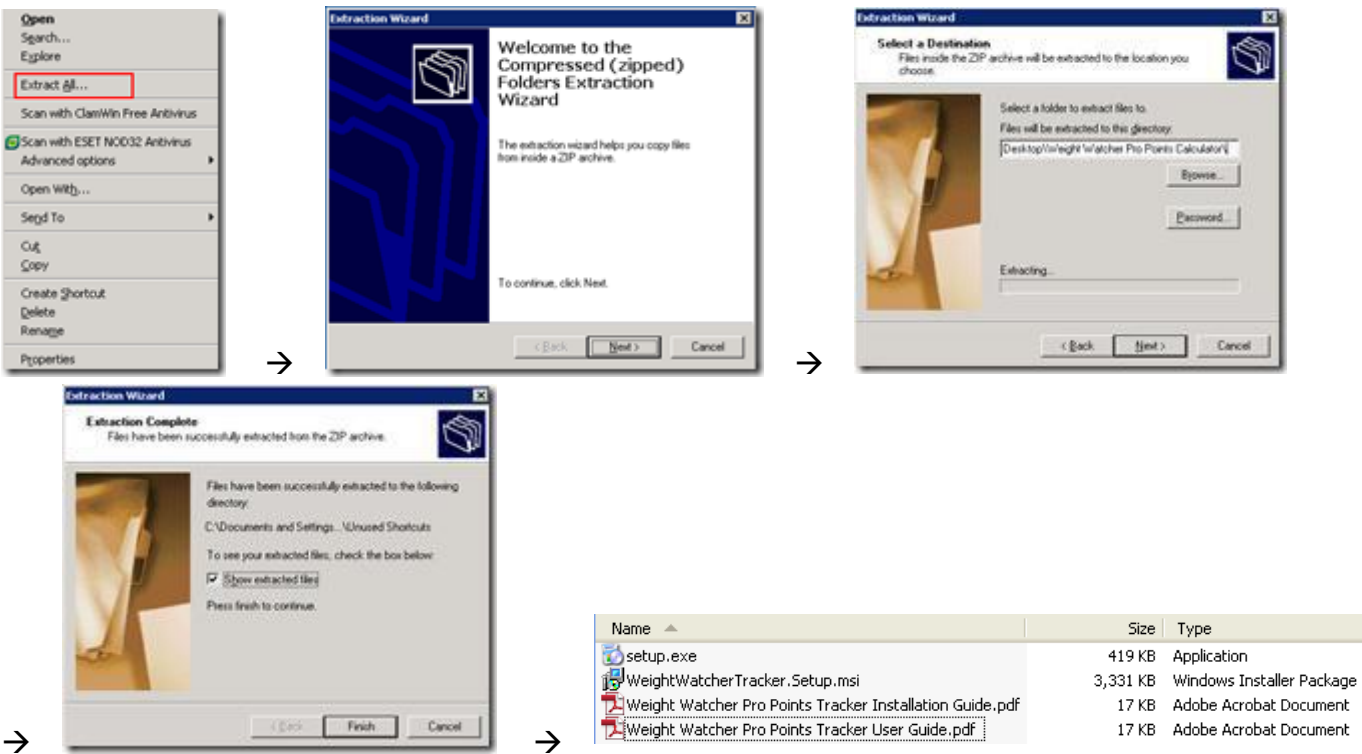 Open
Search...
Explore
Extract All...
Scan with ClamWin Free Antivirus
Scan with ESET NOD32 Antivirus
Advanced options
Open With...
Send To
Cut
Copy
Create Shortcut
Delete
Rename
Properties
→
Extraction Wizard
Welcome to the
Compressed (zipped)
Folders Extraction
Wizard
The extraction wizard helps you copy files
from inside a ZIP archive.
To continue, click Next.
< Back
Next >
Cancel
→
Extraction Wizard
Select a Destination
Files inside the ZIP archive will be extracted to the location you
choose.
Select a folder to extract files to.
Files will be extracted to this directory:
Desktop\Weight Watcher Pro Points Calculator\
Browse...
Password...
Extracting...
< Back
Next >
Cancel
→
Extraction Wizard
Extraction Complete
Files have been successfully extracted from the ZIP archive.
Files have been successfully extracted to the following
directory:
C:\Documents and Settings...\Unused Shortcuts
To see your extracted files, check the box below:
Show extracted files
Press finish to continue.
< Back
Finish
Cancel
→
Name Size Type
setup.exe 419 KB Application
WeightWatcherTracker.Setup.msi 3,331 KB Windows Installer Package
Weight Watcher Pro Points Tracker Installation Guide.pdf 17 KB Adobe Acrobat Document
Weight Watcher Pro Points Tracker User Guide.pdf 17 KB Adobe Acrobat Document